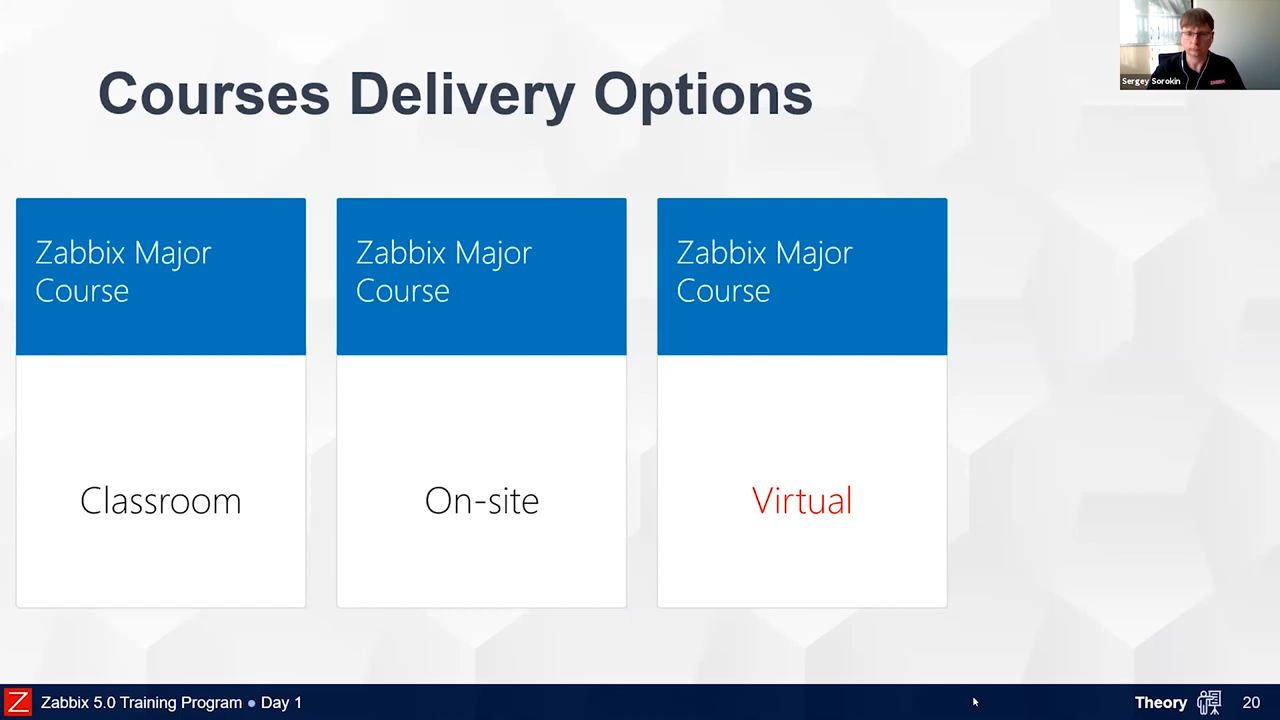 Courses Delivery Options
Sergey Sorokin
Zabbix Major
Course
Classroom
Zabbix Major
Course
On-site
Zabbix Major
Course
Virtual
Z Zabbix 5.0 Training Program • Day 1
Theory 20